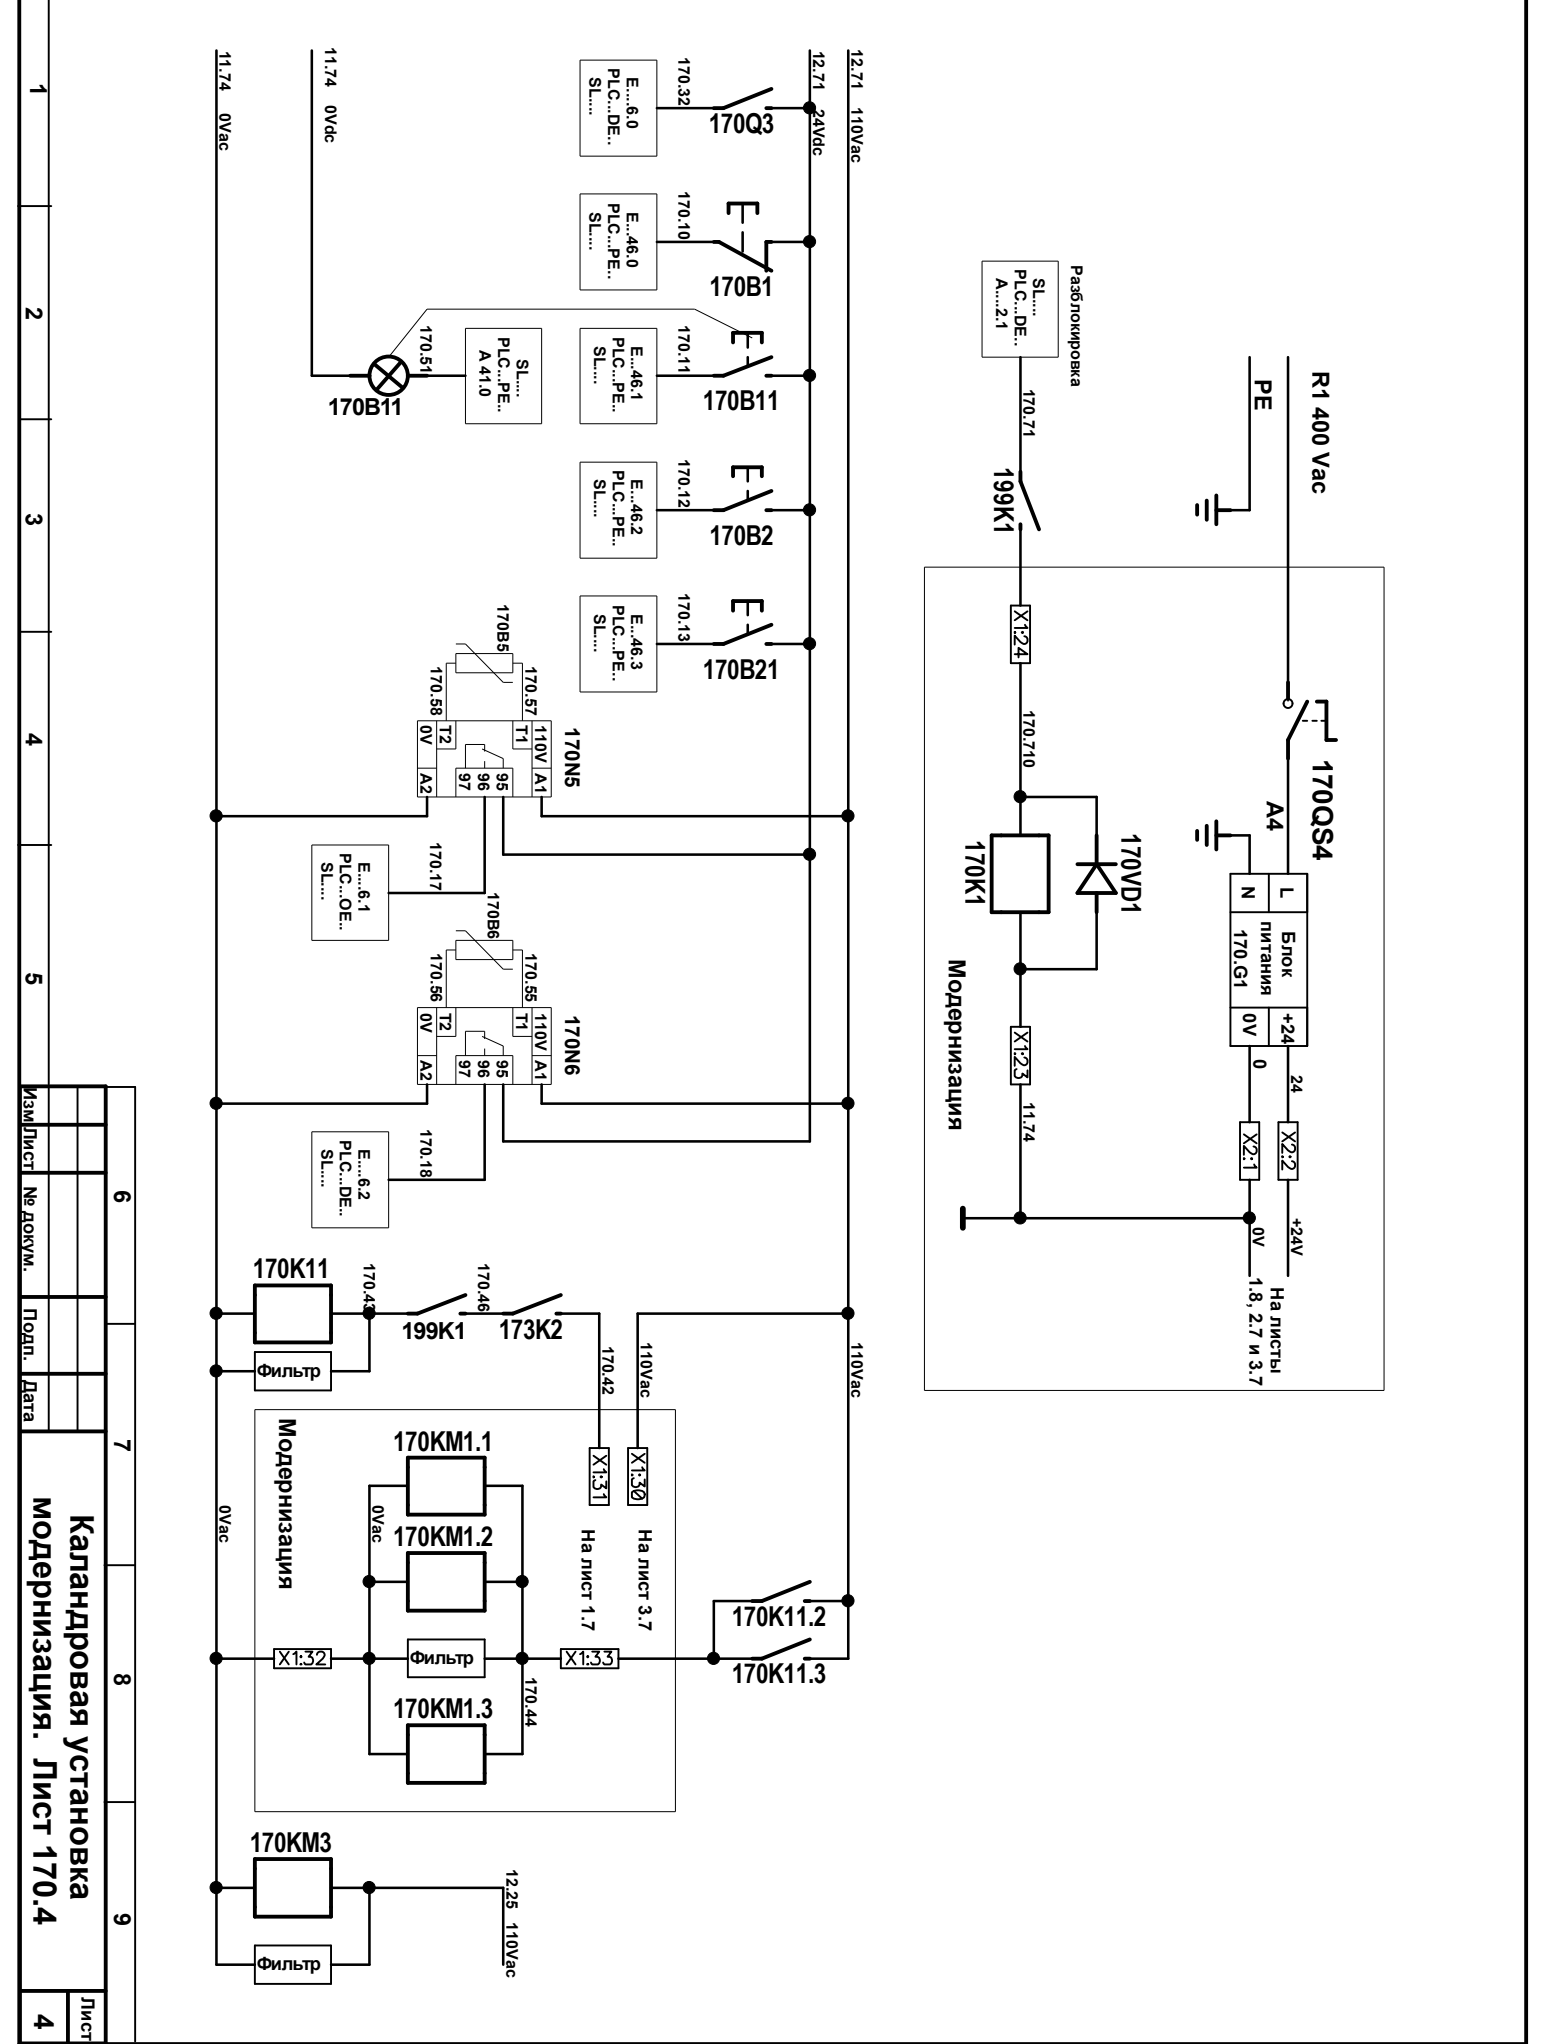 R1 400 Vac
PE
170QS4
A4
L
N
Блок
питания
170.G1
+24
0V
24
0
X2:2
X2:1
+24V
0V
На листы
1.8, 2.7 и 3.7
Разблокировка
SL....
PLC...DE..
A....2.1
170.71
199K1
X1:24
170.710
170VD1
170K1
X1:23
11.74
Модернизация
12.71 110Vac
12.71 24Vdc
110Vac
170Q3
170.32
E....6.0
PLC...DE..
SL....
170B1
170.10
E...46.0
PLC...PE..
SL....
170B11
170.11
E...46.1
PLC...PE..
SL....
SL....
PLC...PE..
A 41.0
170.51
170B11
170B2
170.12
E...46.2
PLC...PE..
SL....
170B21
170.13
E...46.3
PLC...PE..
SL....
11.74 0Vdc
11.74 0Vac
170B5
170.57
170.58
170N5
110V
A1
T1
95
96
97
T2
0V
A2
170.17
E....6.1
PLC...OE..
SL....
170B6
170.55
170.56
170N6
110V
A1
T1
95
96
97
T2
0V
A2
170.18
E....6.2
PLC...DE..
SL....
170K11
170.43
199K1
170.46
173K2
170.42
110Vac
Фильтр
X1:31
X1:30
На лист 1.7
На лист 3.7
Модернизация
170KM1.1
0Vac
170KM1.2
Фильтр
170KM1.3
170.44
X1:32
X1:33
170K11.2
170K11.3
0Vac
170KM3
Фильтр
12.25 110Vac
1
2
3
4
5
6
7
8
9
Изм
Лист
№ докум.
Подп.
Дата
Каландровая установка
модернизация. Лист 170.4
Лист
4